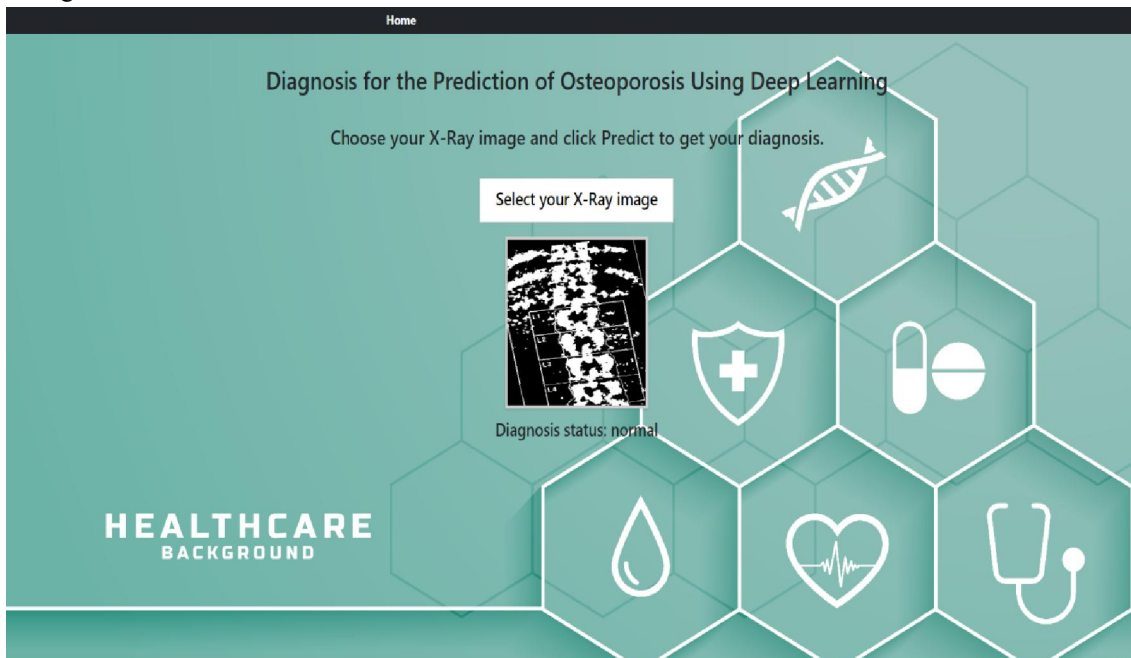 Home
Diagnosis for the Prediction of Osteoporosis Using Deep Learning
Choose your X-Ray image and click Predict to get your diagnosis.
Select your X-Ray image
L2
Diagnosis status: normal
HEALTHCARE
BACKGROUND